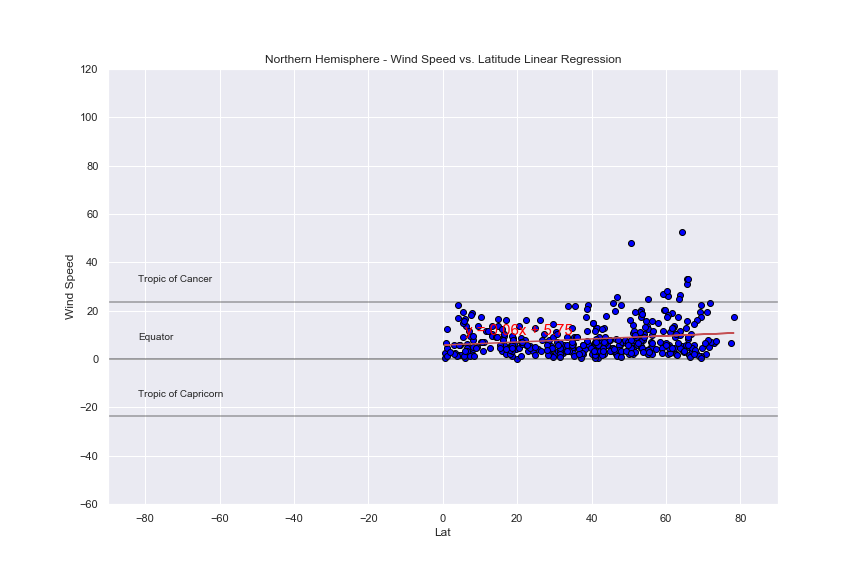 Northern Hemisphere - Wind Speed vs. Latitude Linear Regression
120
100
80
60
40
Tropic of Cancer
20
Equator
0
Tropic of Capricorn
−20
−40
−60
Wind Speed
−80 −60 −40 −20 0 20 40 60 80
Lat